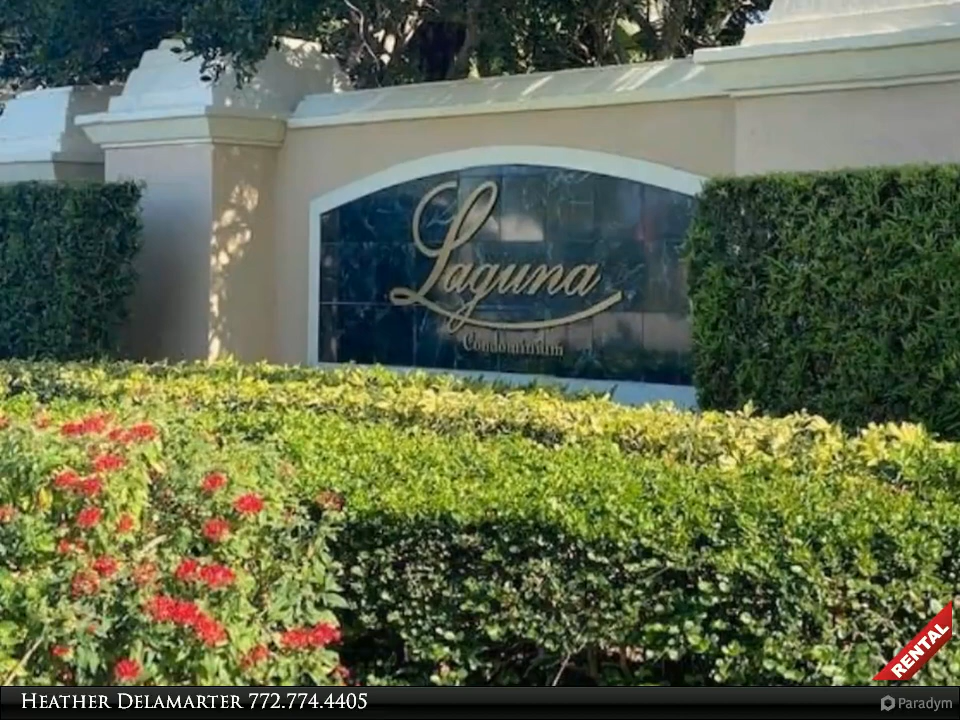 Laguna
Condominium
RENTAL
HEATHER DELAMARTER 772.774.4405
Paradym